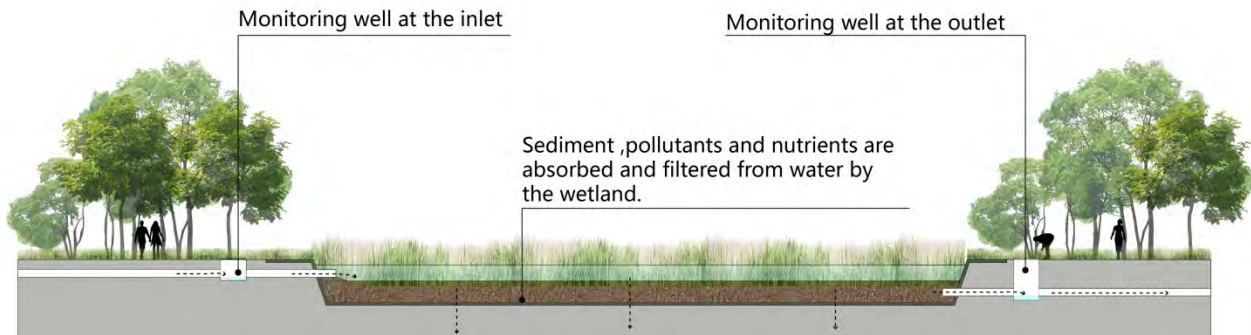 Monitoring well at the inlet
Monitoring well at the outlet
Sediment ,pollutants and nutrients are
absorbed and filtered from water by
the wetland.